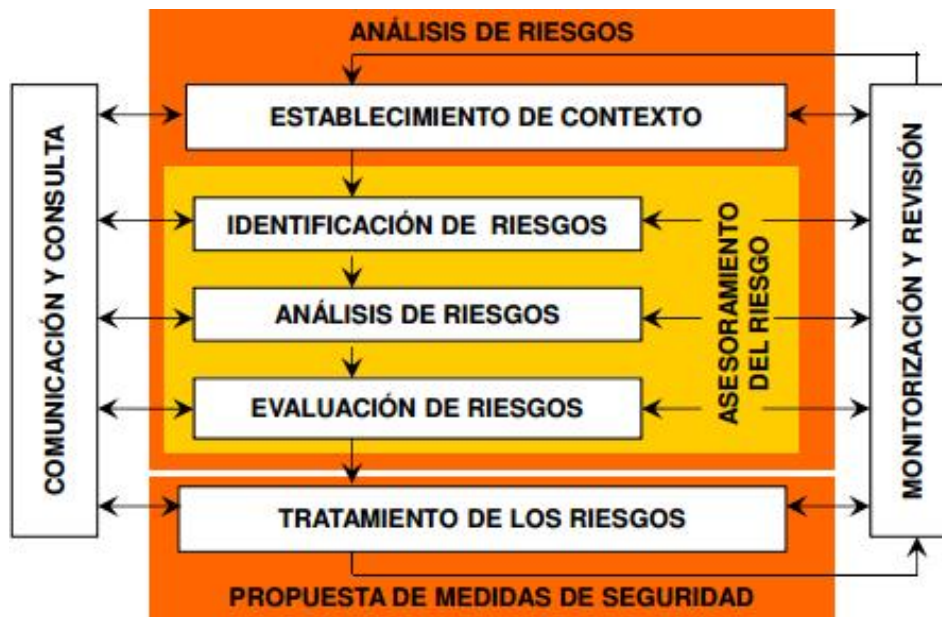 ANÁLISIS DE RIESGOS
ESTABLECIMIENTO DE CONTEXTO
IDENTIFICACIÓN DE RIESGOS
ANÁLISIS DE RIESGOS
EVALUACIÓN DE RIESGOS
ASESORAMIENTO
DEL RIESGO
TRATAMIENTO DE LOS RIESGOS
PROPUESTA DE MEDIDAS DE SEGURIDAD
COMUNICACIÓN Y CONSULTA
MONITORIZACIÓN Y REVISIÓN